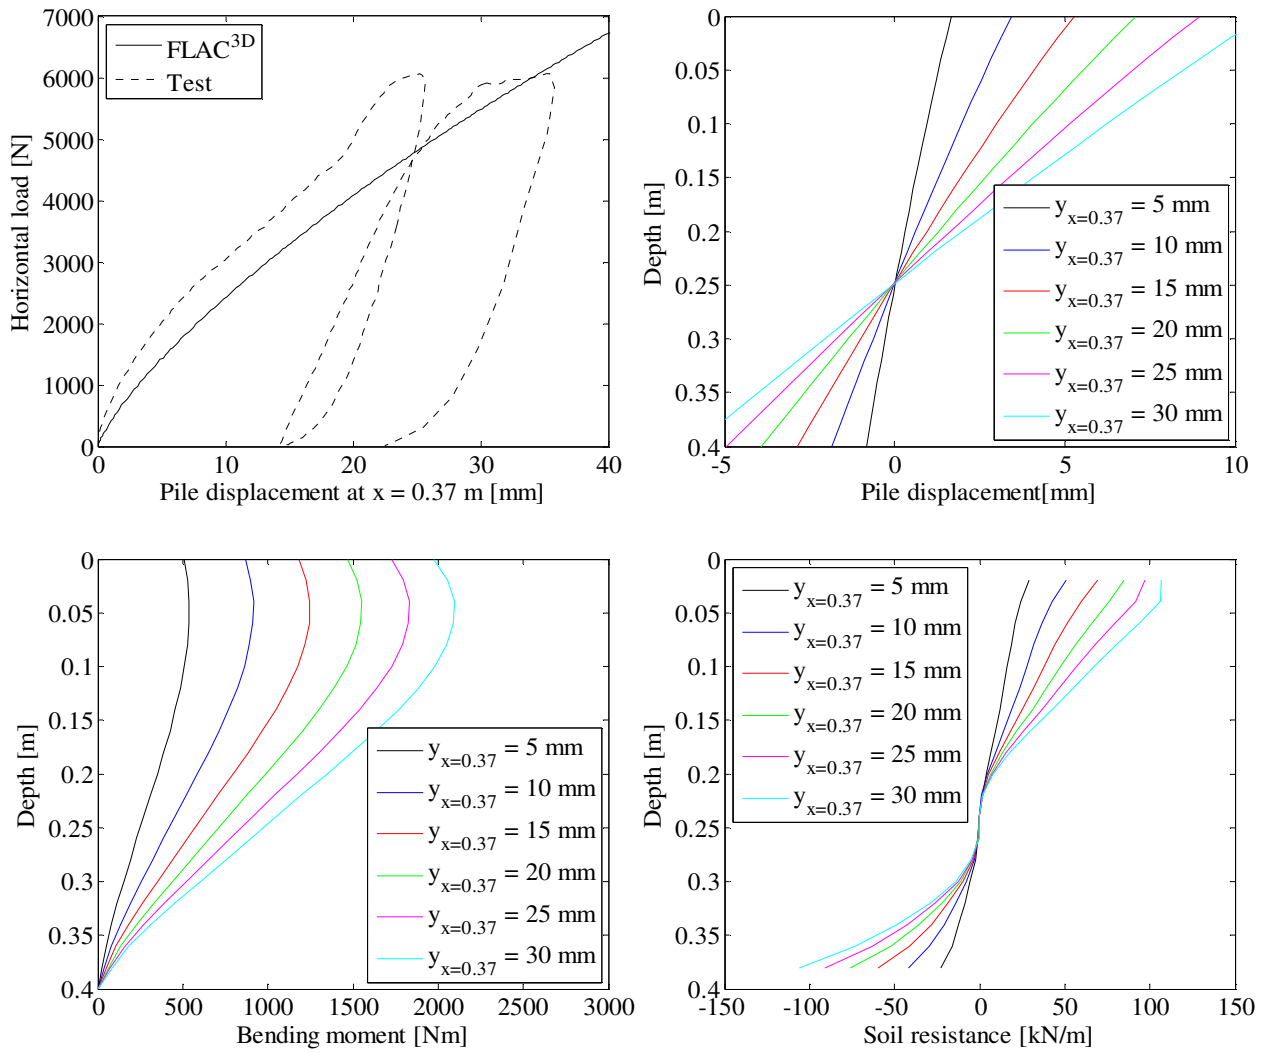 7000
6000
5000
4000
3000
2000
1000
0
0 10 20 30 40
Horizontal load [N]
Pile displacement at x = 0.37 m [mm]
FLAC3D
Test
0
0.05
0.1
0.15
0.2
0.25
0.3
0.35
0.4
-5 0 5 10
Depth [m]
Pile displacement[mm]
yx=0.37 = 5 mm
yx=0.37 = 10 mm
yx=0.37 = 15 mm
yx=0.37 = 20 mm
yx=0.37 = 25 mm
yx=0.37 = 30 mm
0
0.05
0.1
0.15
0.2
0.25
0.3
0.35
0.4
0 500 1000 1500 2000 2500 3000
Depth [m]
Bending moment [Nm]
yx=0.37 = 5 mm
yx=0.37 = 10 mm
yx=0.37 = 15 mm
yx=0.37 = 20 mm
yx=0.37 = 25 mm
yx=0.37 = 30 mm
0
0.05
0.1
0.15
0.2
0.25
0.3
0.35
0.4
-150 -100 -50 0 50 100 150
Depth [m]
Soil resistance [kN/m]
yx=0.37 = 5 mm
yx=0.37 = 10 mm
yx=0.37 = 15 mm
yx=0.37 = 20 mm
yx=0.37 = 25 mm
yx=0.37 = 30 mm